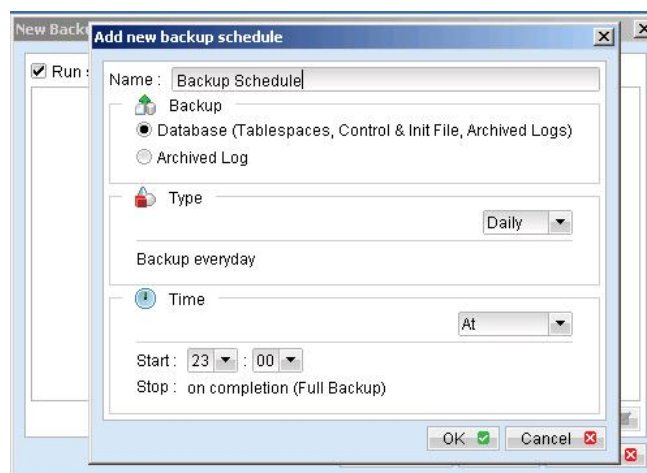 New Back
Add new backup schedule
Run
Name : Backup Schedule
Backup
Database (Tablespaces, Control & Init File, Archived Logs)
Archived Log
Type
Daily
Backup everyday
Time
At
Start : 23 : 00
Stop : on completion (Full Backup)
OK Cancel